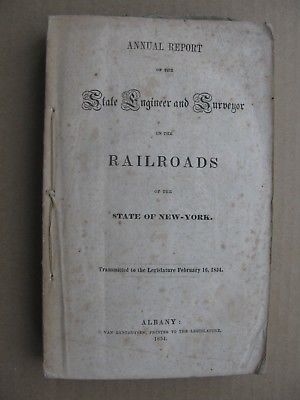 ANNUAL REPORT
OF THE
State Engineer and Surveyor
ON THE
RAILROADS
OF THE
STATE OF NEW-YORK.
Transmitted to the Legislature February 16, 1854.
ALBANY:
C. VAN BENTHUYSEN, PRINTER TO THE LEGISLATURE.
1854.